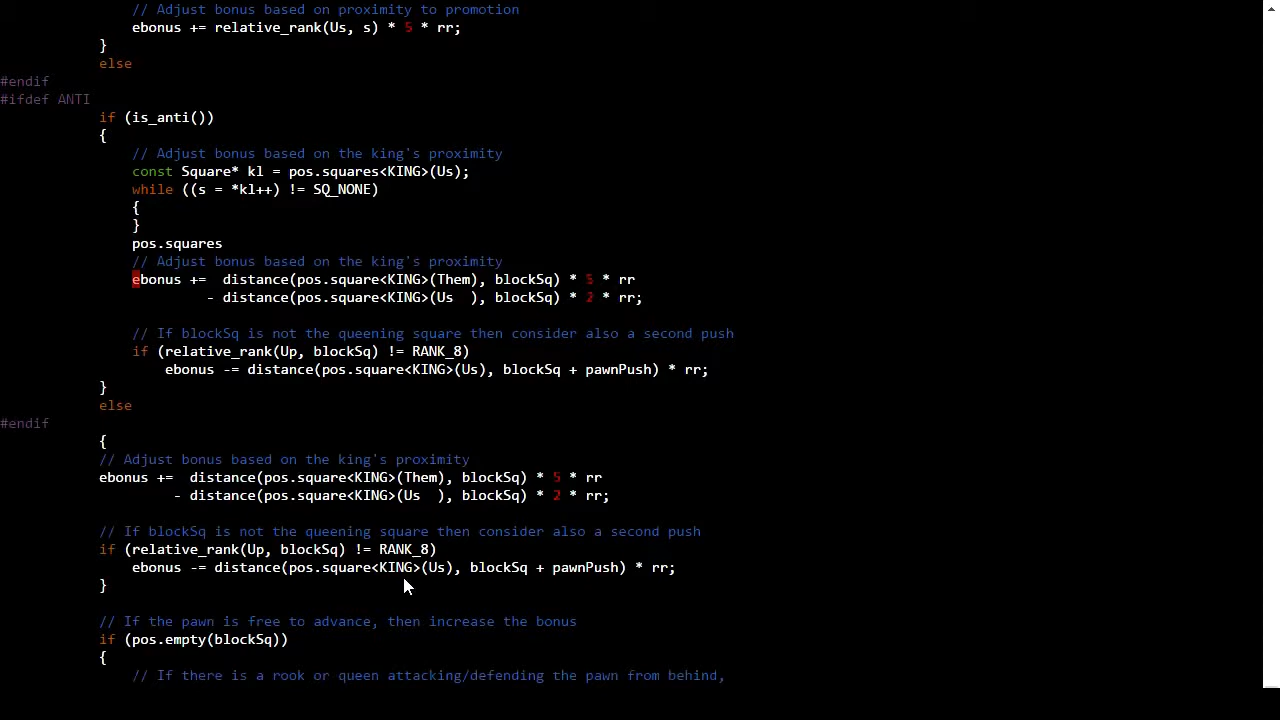 // Adjust bonus based on proximity to promotion
ebonus += relative_rank(Us, s) * 5 * rr;
}
else
#endif
#ifdef ANTI
if (is_anti())
{
// Adjust bonus based on the king's proximity
const Square* kl = pos.squares<KING>(Us);
while ((s = *kl++) != SQ_NONE)
{
}
pos.squares
// Adjust bonus based on the king's proximity
ebonus +=  distance(pos.square<KING>(Them), blockSq) * 5 * rr
- distance(pos.square<KING>(Us  ), blockSq) * 2 * rr;
// If blockSq is not the queening square then consider also a second push
if (relative_rank(Up, blockSq) != RANK_8)
ebonus -= distance(pos.square<KING>(Us), blockSq + pawnPush) * rr;
}
else
#endif
{
// Adjust bonus based on the king's proximity
ebonus +=  distance(pos.square<KING>(Them), blockSq) * 5 * rr
- distance(pos.square<KING>(Us  ), blockSq) * 2 * rr;
// If blockSq is not the queening square then consider also a second push
if (relative_rank(Up, blockSq) != RANK_8)
ebonus -= distance(pos.square<KING>(Us), blockSq + pawnPush) * rr;
}
// If the pawn is free to advance, then increase the bonus
if (pos.empty(blockSq))
{
// If there is a rook or queen attacking/defending the pawn from behind,